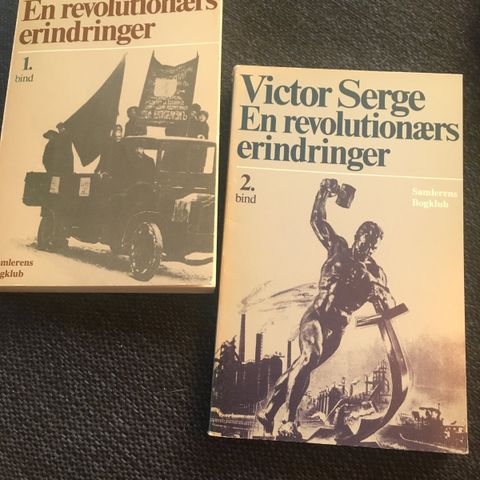 En revolutionærs
erindringer
1.
bind
Samlerens
Bogklub
Victor Serge
En revolutionærs
erindringer
2.
bind
Samlerens
Bogklub